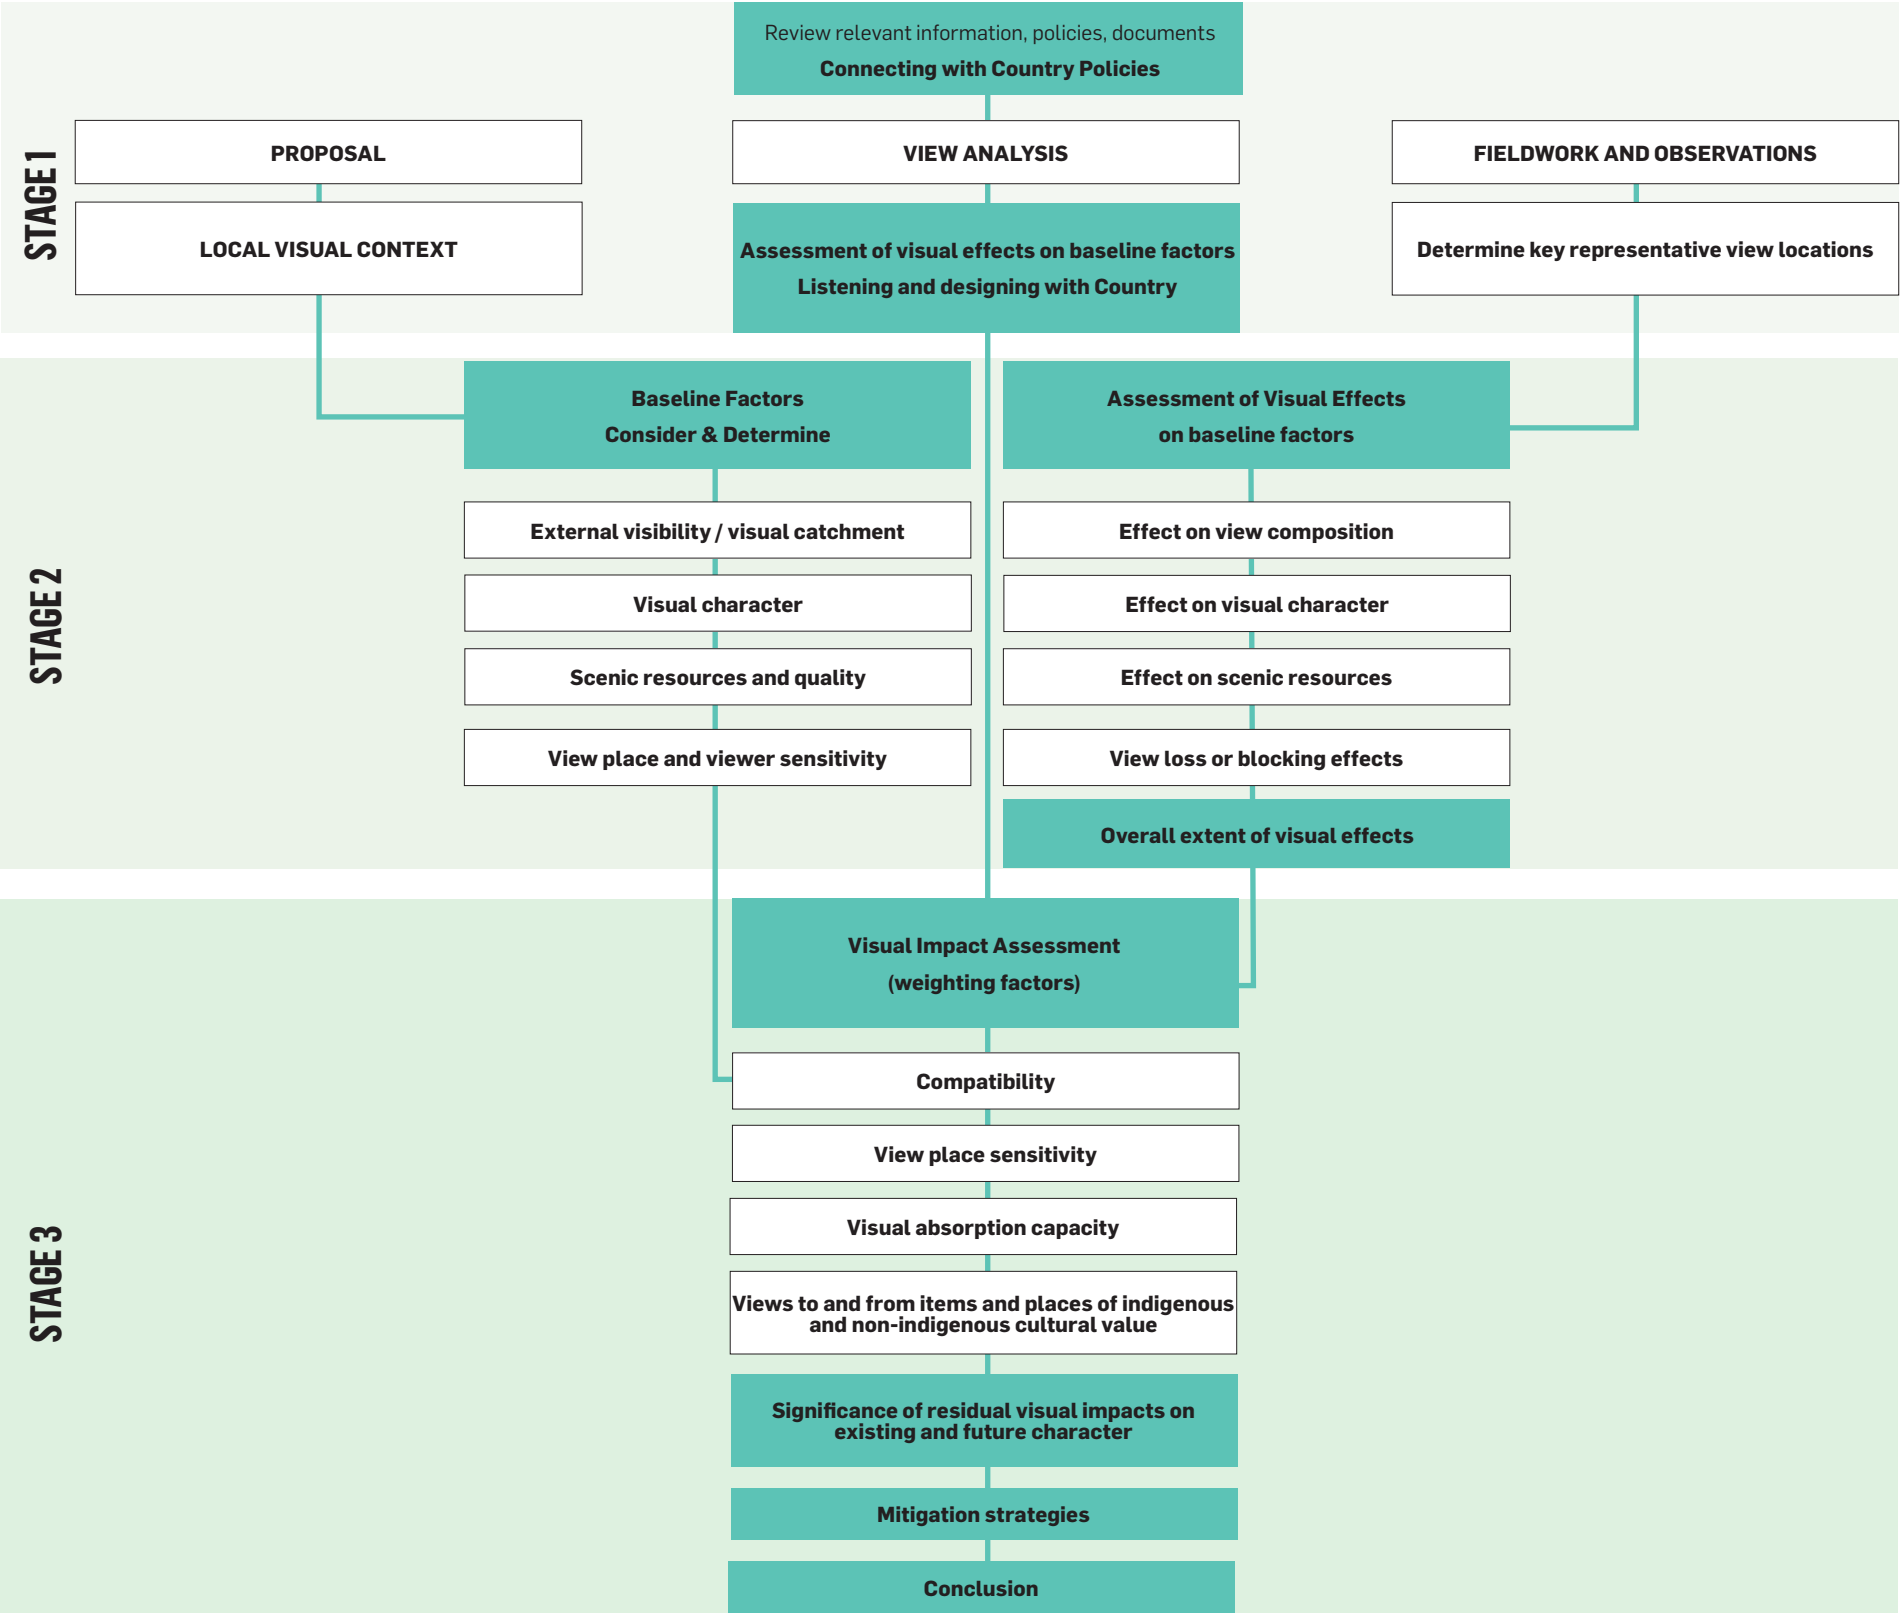 STAGE 1
Review relevant information, policies, documents
Connecting with Country Policies
PROPOSAL
VIEW ANALYSIS
FIELDWORK AND OBSERVATIONS
LOCAL VISUAL CONTEXT
Assessment of visual effects on baseline factors
Listening and designing with Country
Determine key representative view locations
STAGE 2
Baseline Factors
Consider & Determine
External visibility / visual catchment
Visual character
Scenic resources and quality
View place and viewer sensitivity
Assessment of Visual Effects
on baseline factors
Effect on view composition
Effect on visual character
Effect on scenic resources
View loss or blocking effects
Overall extent of visual effects
STAGE 3
Visual Impact Assessment
(weighting factors)
Compatibility
View place sensitivity
Visual absorption capacity
Views to and from items and places of indigenous
and non-indigenous cultural value
Significance of residual visual impacts on
existing and future character
Mitigation strategies
Conclusion